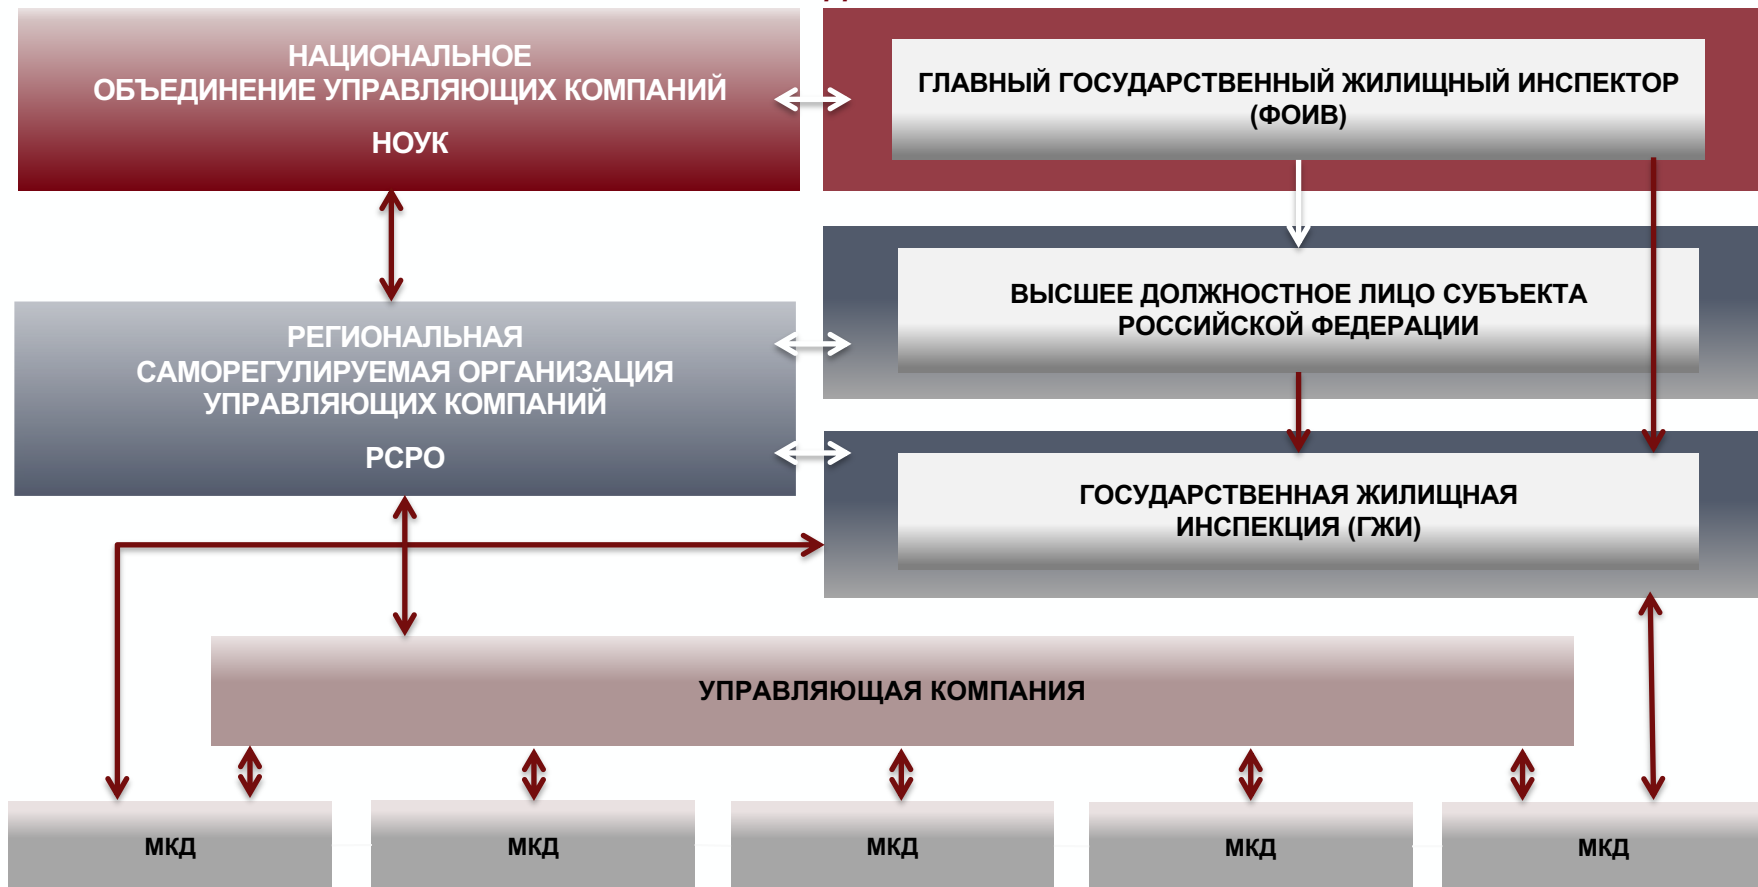 НАЦИОНАЛЬНОЕ
ОБЪЕДИНЕНИЕ УПРАВЛЯЮЩИХ КОМПАНИЙ
НОУК
ГЛАВНЫЙ ГОСУДАРСТВЕННЫЙ ЖИЛИЩНЫЙ ИНСПЕКТОР
(ФОИВ)
ВЫСШЕЕ ДОЛЖНОСТНОЕ ЛИЦО СУБЪЕКТА
РОССИЙСКОЙ ФЕДЕРАЦИИ
РЕГИОНАЛЬНАЯ
САМОРЕГУЛИРУЕМАЯ ОРГАНИЗАЦИЯ
УПРАВЛЯЮЩИХ КОМПАНИЙ
РСРО
ГОСУДАРСТВЕННАЯ ЖИЛИЩНАЯ
ИНСПЕКЦИЯ (ГЖИ)
УПРАВЛЯЮЩАЯ КОМПАНИЯ
МКД
МКД
МКД
МКД
МКД